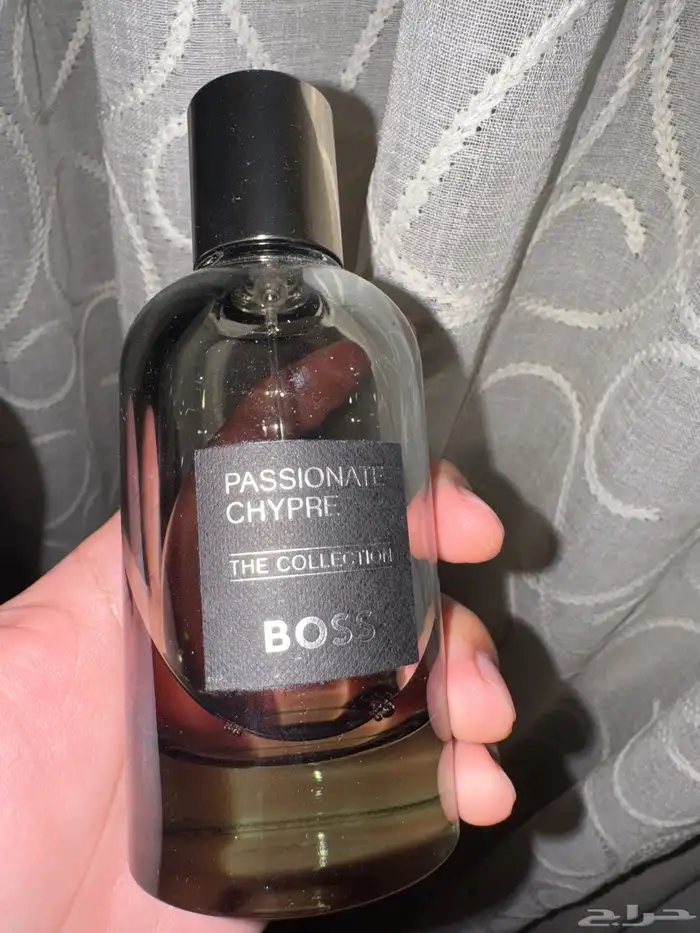 PASSIONATE
CHYPRE
THE COLLECTION
BOSS
حراج